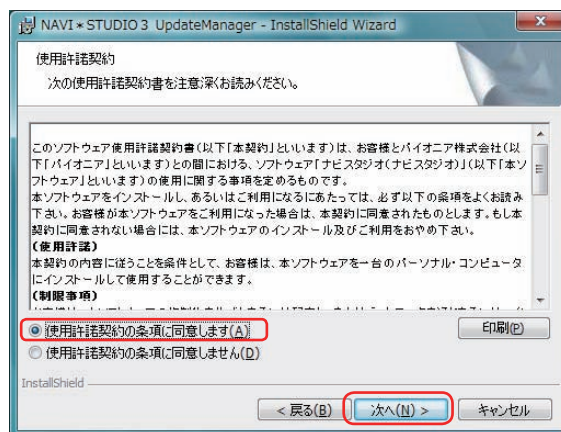 NAVI*STUDIO3 UpdateManager - InstallShield Wizard
使用許諾契約
次の使用許諾契約書を注意深くお読みください。
このソフトウェア使用許諾契約書(以下「本契約」といいます)は、お客様とパイオニア株式会社(以
下「パイオニア」といいます)との間における、ソフトウェア「ナビスタジオ(ナビスタジオ)」(以下「本ソ
フトウェア」といいます)の使用に関する事項を定めるものです。
本ソフトウェアをインストールし、あるいはご利用になるにあたっては、必ず以下の条項をよくお読み
下さい。お客様が本ソフトウェアをご利用になった場合は、本契約に同意されたものとします。もし本
契約に同意されない場合には、本ソフトウェアのインストール及びご利用をおやめ下さい。
(使用許諾)
本契約の内容に従うことを条件として、お客様は、本ソフトウェアを一台のパーソナル・コンピュータ
にインストールして使用することができます。
(制限事項)
使用許諾契約の条項に同意します(A)
印刷(P)
使用許諾契約の条項に同意しません(D)
InstallShield
< 戻る(B)
次へ(N) >
キャンセル